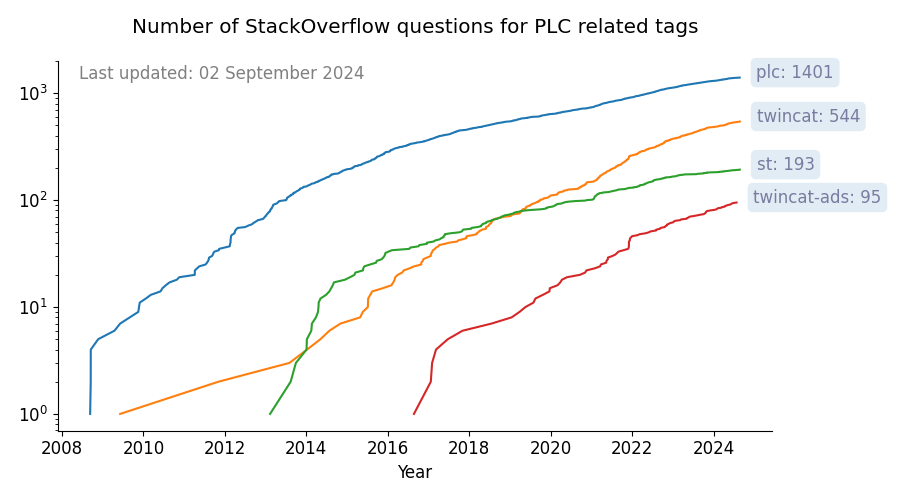 Number of StackOverflow questions for PLC related tags
Last updated: 02 September 2024
plc: 1401
twincat: 544
st: 193
twincat-ads: 95
10³
10²
10¹
10⁰
2008 2010 2012 2014 2016 2018 2020 2022 2024
Year